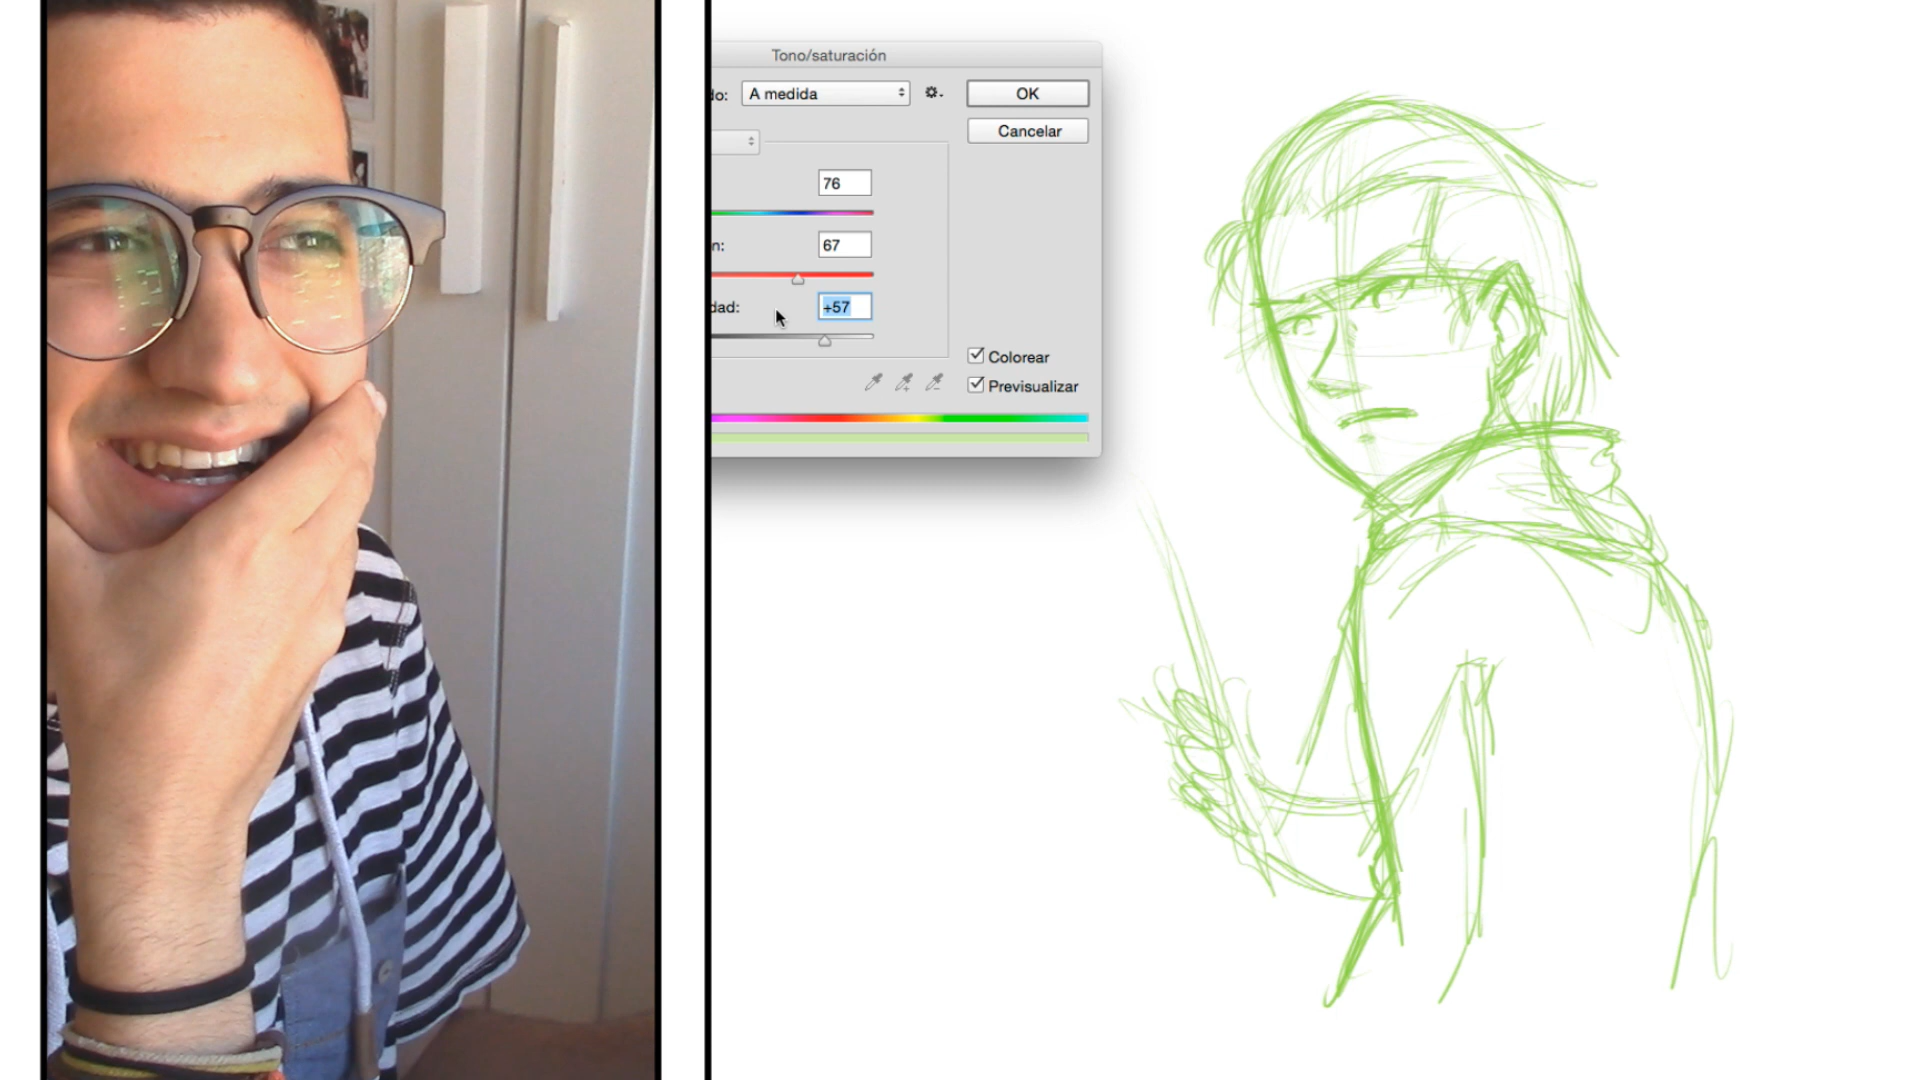 Tono/saturación
do: A medida
OK
Cancelar
76
n: 67
dad: +57
Colorear
Previsualizar